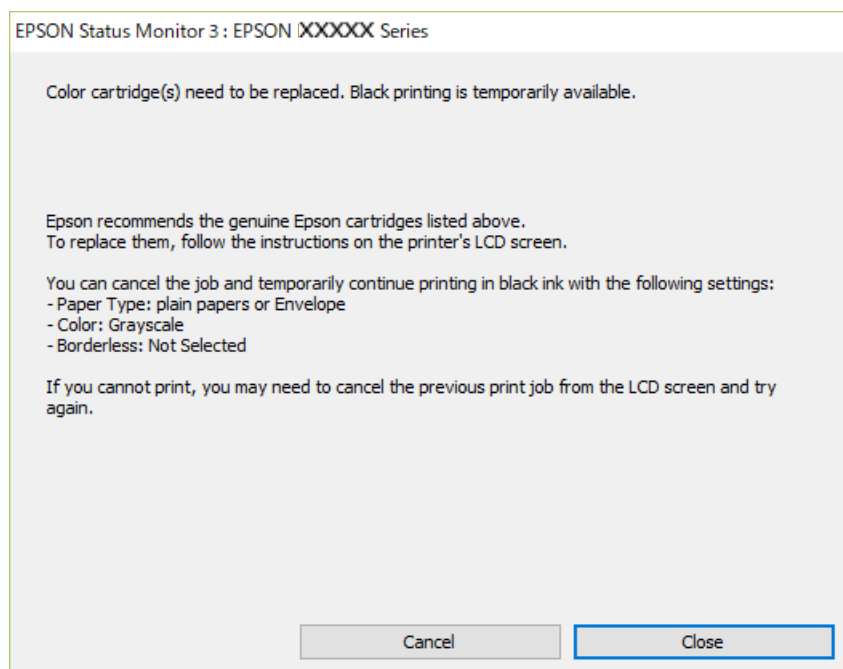 EPSON Status Monitor 3 : EPSON XXXXX Series
Color cartridge(s) need to be replaced. Black printing is temporarily available.
Epson recommends the genuine Epson cartridges listed above.
To replace them, follow the instructions on the printer's LCD screen.
You can cancel the job and temporarily continue printing in black ink with the following settings:
- Paper Type: plain papers or Envelope
- Color: Grayscale
- Borderless: Not Selected
If you cannot print, you may need to cancel the previous print job from the LCD screen and try
again.
Cancel
Close